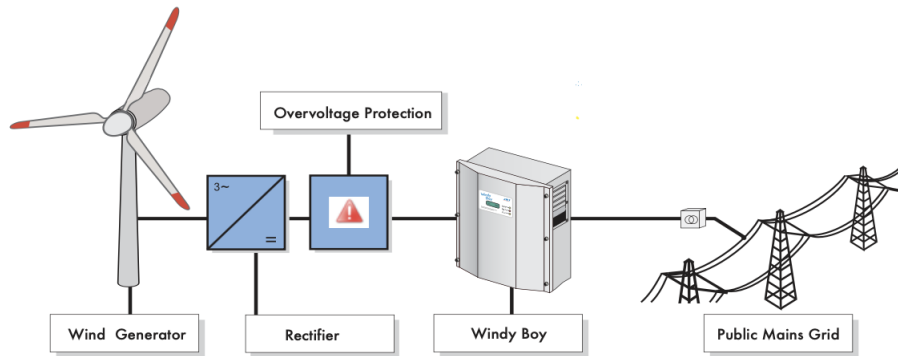 Overvoltage Protection
3~
=
Wind Generator
Rectifier
Windy Boy
Public Mains Grid